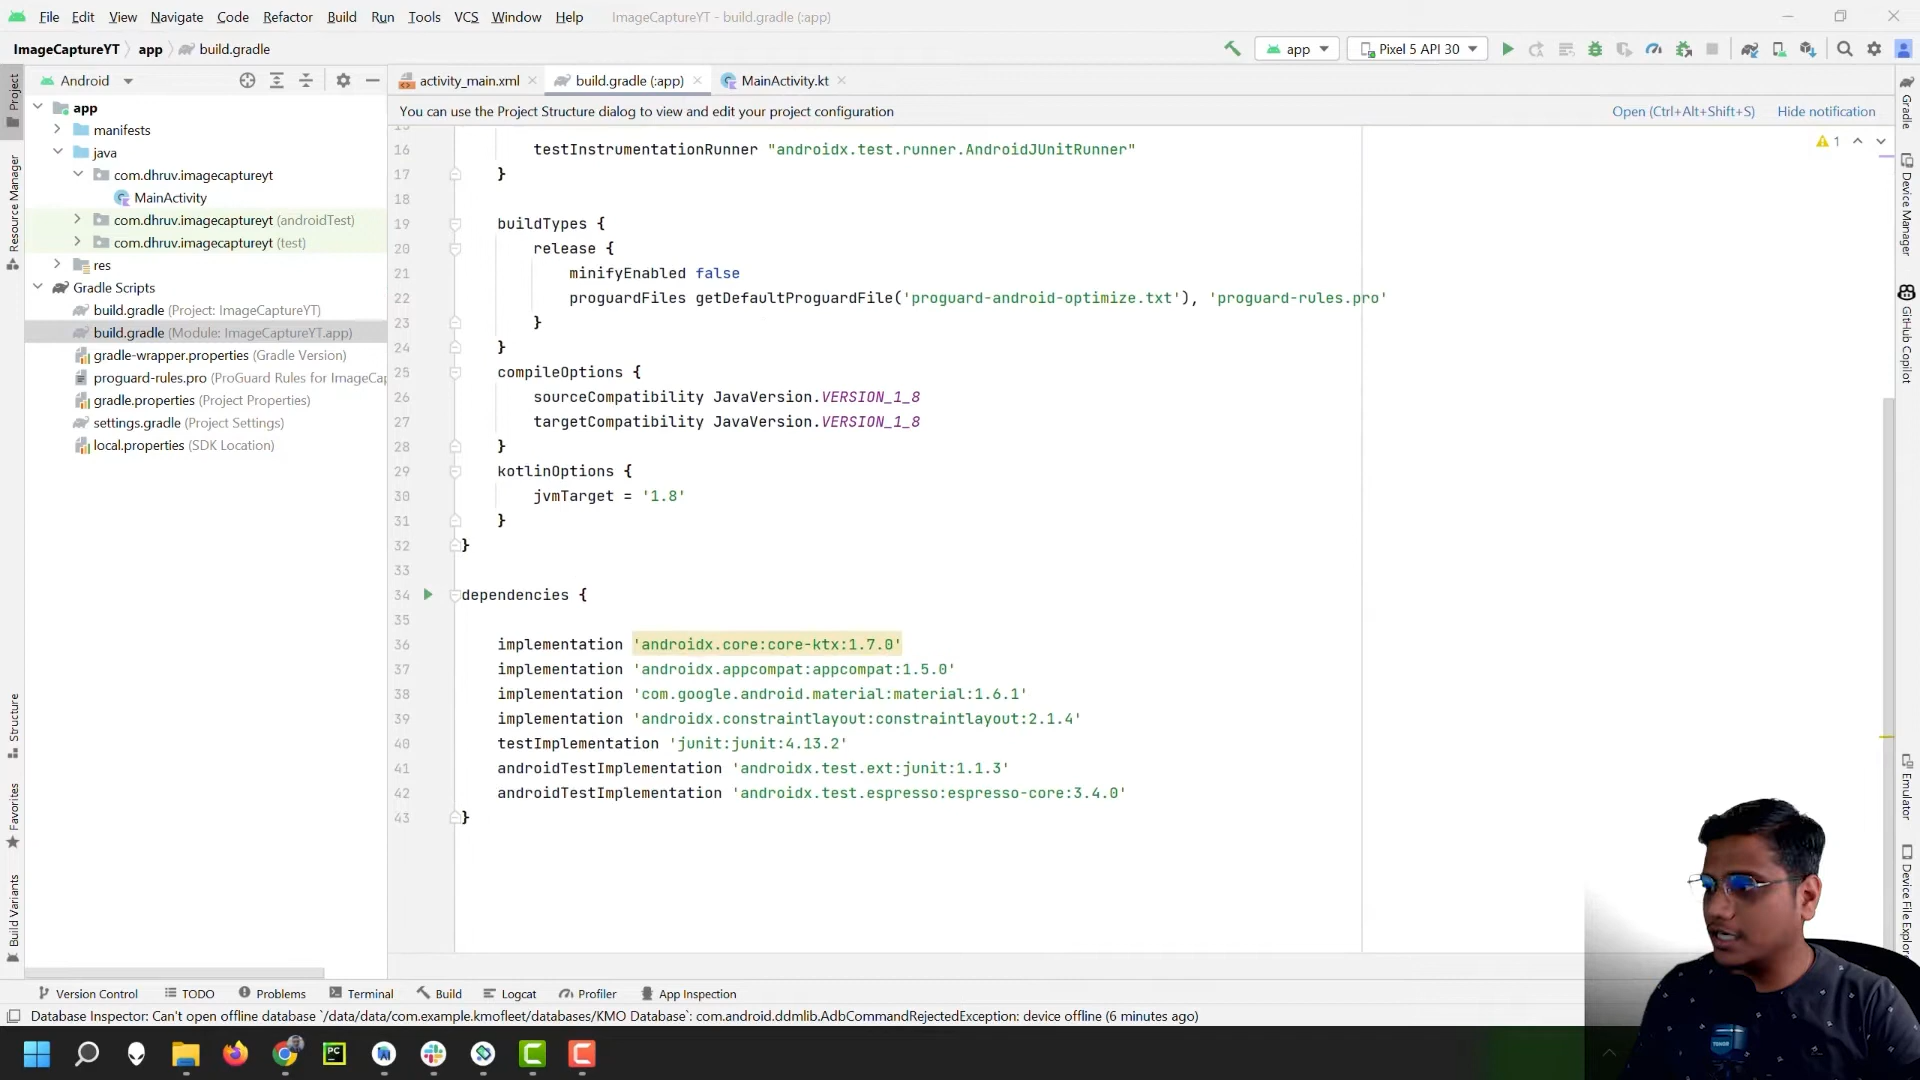 File Edit View Navigate Code Refactor Build Run Tools VCS Window Help ImageCaptureYT - build.gradle (:app)
ImageCaptureYT app build.gradle app Pixel 5 API 30
Project
Resource Manager
Structure
Favorites
Build Variants
Android
app
manifests
java
com.dhruv.imagecaptureyt
MainActivity
com.dhruv.imagecaptureyt (androidTest)
com.dhruv.imagecaptureyt (test)
res
Gradle Scripts
build.gradle (Project: ImageCaptureYT)
build.gradle (Module: ImageCaptureYT.app)
gradle-wrapper.properties (Gradle Version)
proguard-rules.pro (ProGuard Rules for ImageCap
gradle.properties (Project Properties)
settings.gradle (Project Settings)
local.properties (SDK Location)
activity_main.xml build.gradle (:app) MainActivity.kt
You can use the Project Structure dialog to view and edit your project configuration Open (Ctrl+Alt+Shift+S) Hide notification
1
15
16 testInstrumentationRunner "androidx.test.runner.AndroidJUnitRunner"
17 }
18
19 buildTypes {
20 release {
21 minifyEnabled false
22 proguardFiles getDefaultProguardFile('proguard-android-optimize.txt'), 'proguard-rules.pro'
23 }
24 }
25 compileOptions {
26 sourceCompatibility JavaVersion.VERSION_1_8
27 targetCompatibility JavaVersion.VERSION_1_8
28 }
29 kotlinOptions {
30 jvmTarget = '1.8'
31 }
32 }
33
34 dependencies {
35
36 implementation 'androidx.core:core-ktx:1.7.0'
37 implementation 'androidx.appcompat:appcompat:1.5.0'
38 implementation 'com.google.android.material:material:1.6.1'
39 implementation 'androidx.constraintlayout:constraintlayout:2.1.4'
40 testImplementation 'junit:junit:4.13.2'
41 androidTestImplementation 'androidx.test.ext:junit:1.1.3'
42 androidTestImplementation 'androidx.test.espresso:espresso-core:3.4.0'
43 }
Gradle
Device Manager
GitHub Copilot
Emulator
Device File Explor
Version Control TODO Problems Terminal Build Logcat Profiler App Inspection
Database Inspector: Can't open offline database `/data/data/com.example.kmofleet/databases/KMO Database`: com.android.ddmlib.AdbCommandRejectedException: device offline (6 minutes ago)
PC